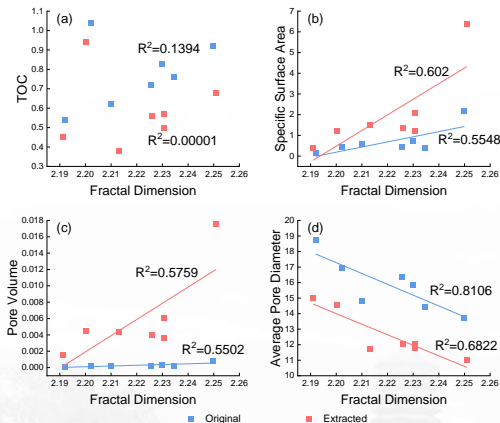 (a)
TOC
1.1
1.0
0.9
0.8
0.7
0.6
0.5
0.4
0.3
R²=0.1394
R²=0.00001
2.19 2.20 2.21 2.22 2.23 2.24 2.25 2.26
Fractal Dimension
(b)
Specific Surface Area
7
6
5
4
3
2
1
0
R²=0.602
R²=0.5548
2.19 2.20 2.21 2.22 2.23 2.24 2.25 2.26
Fractal Dimension
(c)
Pore Volume
0.018
0.016
0.014
0.012
0.010
0.008
0.006
0.004
0.002
0.000
R²=0.5759
R²=0.5502
2.19 2.20 2.21 2.22 2.23 2.24 2.25 2.26
Fractal Dimension
(d)
Average Pore Diameter
20
19
18
17
16
15
14
13
12
11
10
R²=0.8106
R²=0.6822
2.19 2.20 2.21 2.22 2.23 2.24 2.25 2.26
Fractal Dimension
Original Extracted